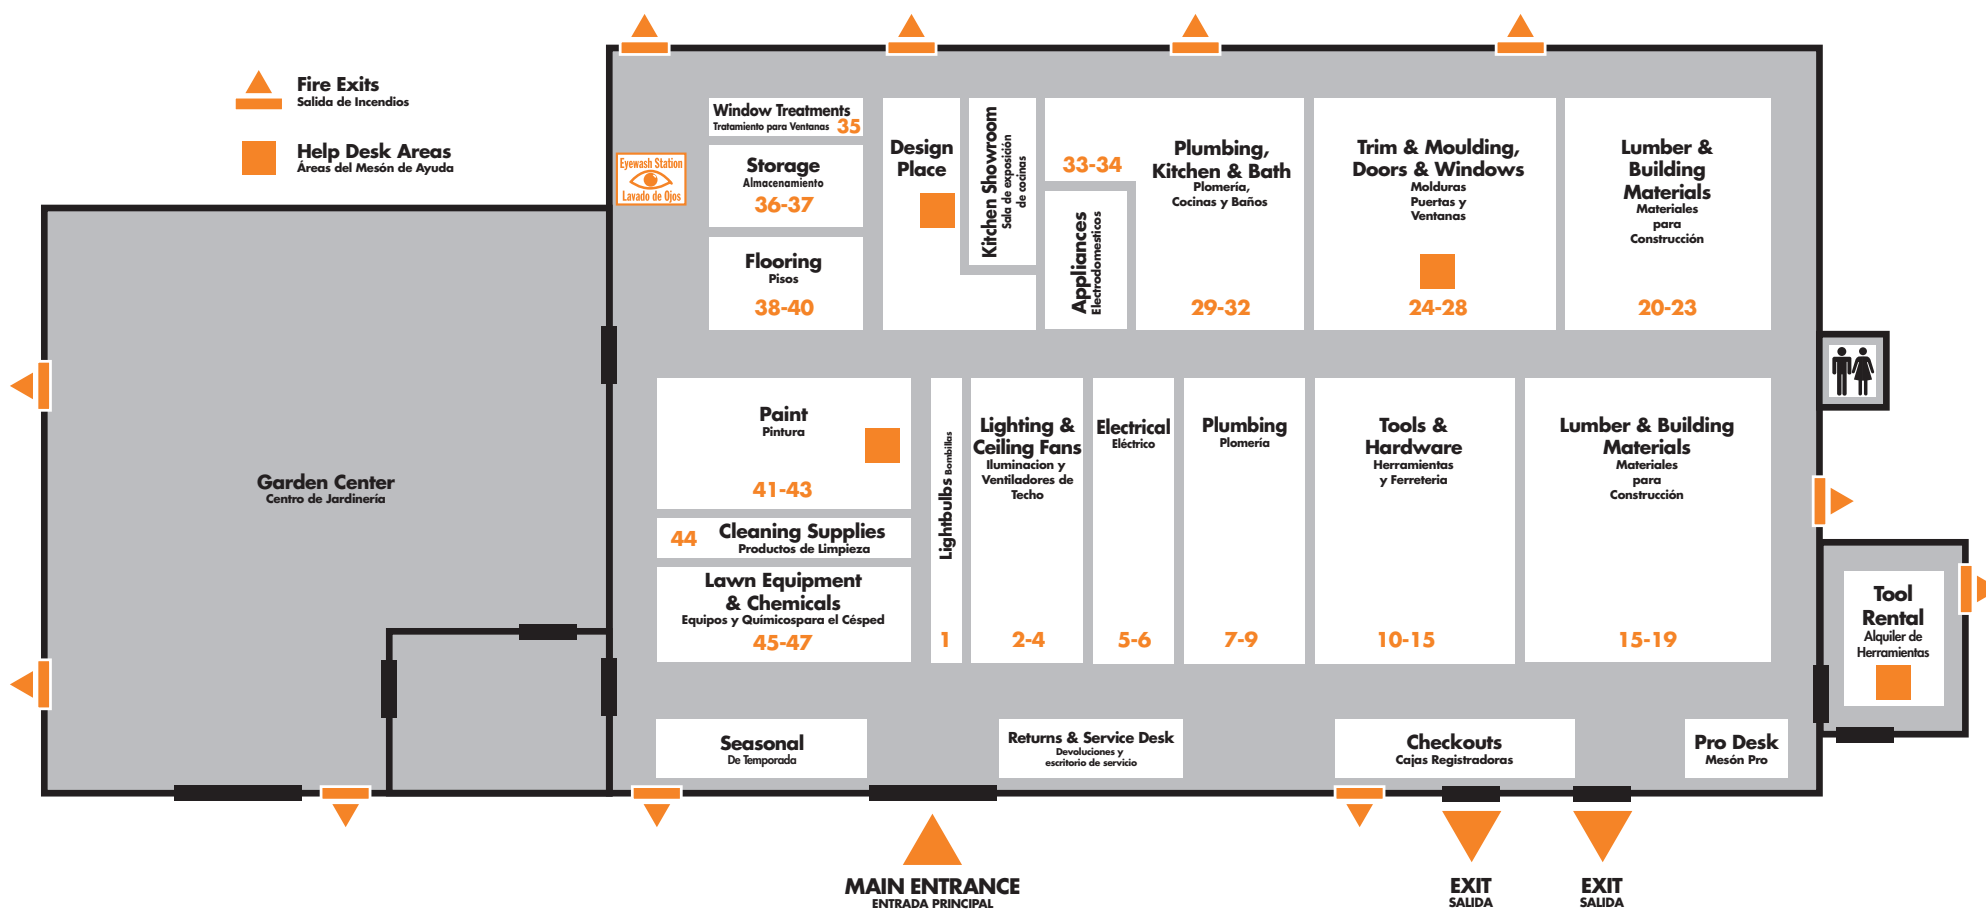 Fire Exits
Salida de Incendios
Help Desk Areas
Áreas del Mesón de Ayuda
Eyewash Station
Lavado de Ojos
Window Treatments
Tratamiento para Ventanas 35
Storage
Almacenamiento
36-37
Flooring
Pisos
38-40
Design
Place
Kitchen Showroom
Sala de exposición
de cocinas
33-34
Appliances
Electrodomesticos
Plumbing,
Kitchen & Bath
Plomería,
Cocinas y Baños
29-32
Trim & Moulding,
Doors & Windows
Molduras
Puertas y
Ventanas
24-28
Lumber &
Building
Materials
Materiales
para
Construcción
20-23
Garden Center
Centro de Jardinería
Paint
Pintura
41-43
44 Cleaning Supplies
Productos de Limpieza
Lawn Equipment
& Chemicals
Equipos y Químicospara el Césped
45-47
Lightbulbs Bombillas
1
Lighting &
Ceiling Fans
Iluminacion y
Ventiladores de
Techo
2-4
Electrical
Eléctrico
5-6
Plumbing
Plomería
7-9
Tools &
Hardware
Herramientas
y Ferreteria
10-15
Lumber & Building
Materials
Materiales
para
Construcción
15-19
Tool
Rental
Alquiler de
Herramientas
Seasonal
De Temporada
Returns & Service Desk
Devoluciones y
escritorio de servicio
Checkouts
Cajas Registradoras
Pro Desk
Mesón Pro
MAIN ENTRANCE
ENTRADA PRINCIPAL
EXIT
SALIDA
EXIT
SALIDA